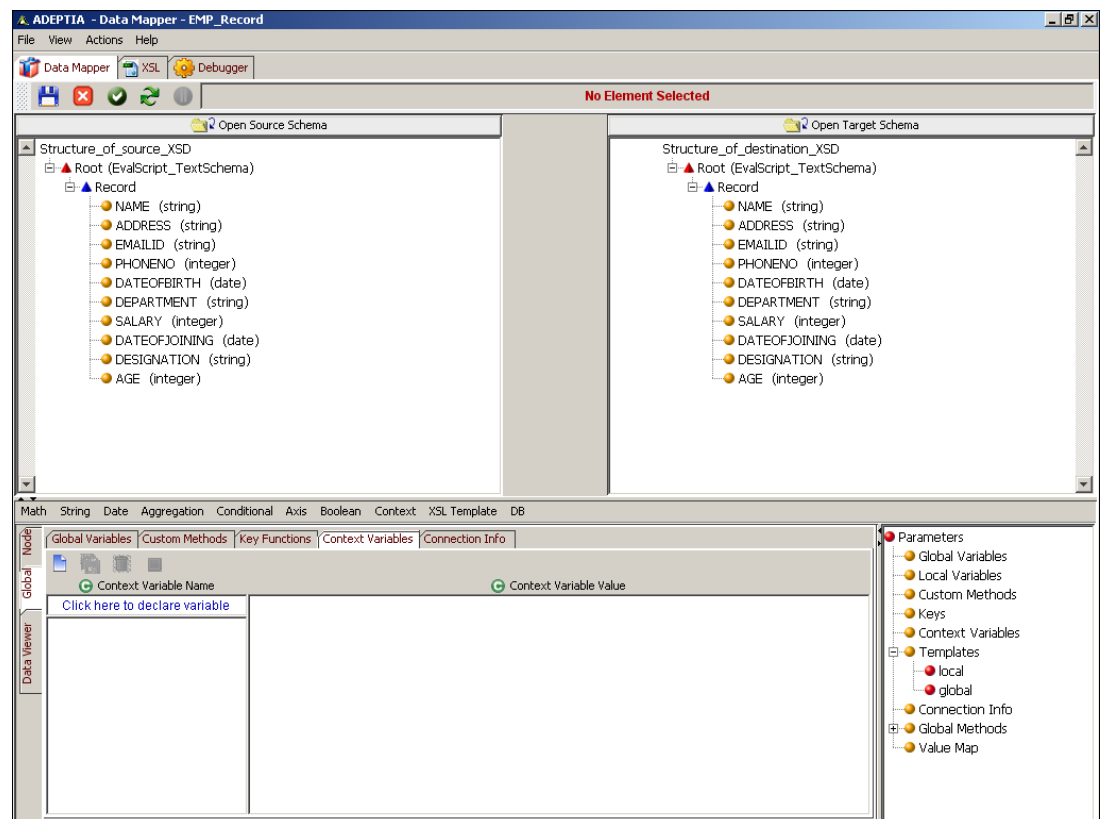 ADEPTIA - Data Mapper - EMP_Record
File View Actions Help
Data Mapper XSL Debugger
No Element Selected
Open Source Schema
Structure_of_source_XSD
Root (EvalScript_TextSchema)
Record
NAME (string)
ADDRESS (string)
EMAILID (string)
PHONENO (integer)
DATEOFBIRTH (date)
DEPARTMENT (string)
SALARY (integer)
DATEOFJOINING (date)
DESIGNATION (string)
AGE (integer)
Open Target Schema
Structure_of_destination_XSD
Root (EvalScript_TextSchema)
Record
NAME (string)
ADDRESS (string)
EMAILID (string)
PHONENO (integer)
DATEOFBIRTH (date)
DEPARTMENT (string)
SALARY (integer)
DATEOFJOINING (date)
DESIGNATION (string)
AGE (integer)
Math String Date Aggregation Conditional Axis Boolean Context XSL Template DB
Node
Global
Data Viewer
Global Variables Custom Methods Key Functions Context Variables Connection Info
Context Variable Name Context Variable Value
Click here to declare variable
Parameters
Global Variables
Local Variables
Custom Methods
Keys
Context Variables
Templates
local
global
Connection Info
Global Methods
Value Map